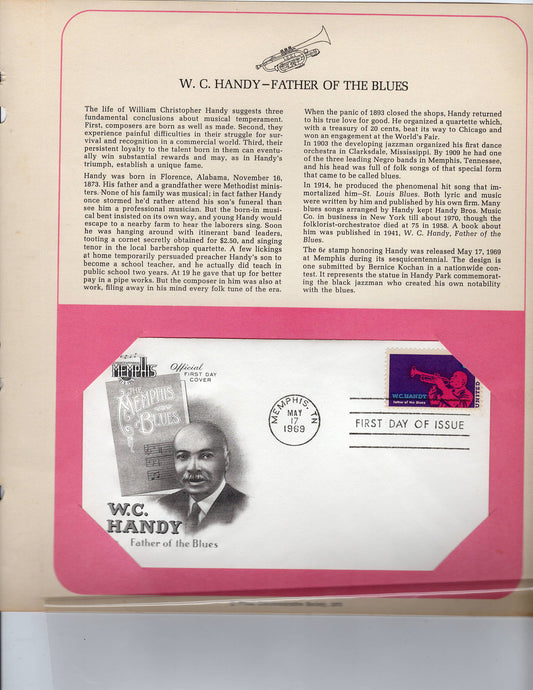 W. C. HANDY—FATHER OF THE BLUES
The life of William Christopher Handy suggests three
fundamental conclusions about musical temperament.
First, composers are born as well as made. Second, they
experience painful difficulties in their struggle for sur-
vival and recognition in a commercial world. Third, their
persistent loyalty to the talent born in them can eventu-
ally win substantial rewards and may, as in Handy's
triumph, establish a unique fame.
Handy was born in Florence, Alabama, November 16,
1873. His father and a grandfather were Methodist minis-
ters. None of his family was musical; in fact father Handy
once stormed he'd rather attend his son's funeral than
see him a professional musician. But the born-in musi-
cal bent insisted on its own way, and young Handy would
escape to a nearby farm to hear the laborers sing. Soon
he was hanging around with itinerant band leaders,
tooting a cornet secretly obtained for $2.50, and singing
tenor in the local barbershop quartette. A few lickings
at home temporarily persuaded preacher Handy's son to
become a school teacher, and he actually did teach in
public school two years. At 19 he gave that up for better
pay in a pipe works. But the composer in him was also at
work, filing away in his mind every folk tune of the era.
When the panic of 1893 closed the shops, Handy returned
to his true love for good. He organized a quartette which,
with a treasury of 20 cents, beat its way to Chicago and
won an engagement at the World's Fair.
In 1903 the developing jazzman organized his first dance
orchestra in Clarksdale, Mississippi. By 1909 he had one
of the three leading Negro bands in Memphis, Tennessee,
and his head was full of folk songs of that special form
that came to be called blues.
In 1914, he produced the phenomenal hit song that im-
mortalized him—St. Louis Blues. Both lyric and music
were written by him and published by his own firm. Many
blues songs arranged by Handy kept Handy Bros. Music
Co. in business in New York till about 1970, though the
folklorist-orchestrator died at 75 in 1958. A book about
him was published in 1941, W. C. Handy, Father of the
Blues.
The 6¢ stamp honoring Handy was released May 17, 1969
at Memphis during its sesquicentennial. The design is
one submitted by Bernice Kochan in a nationwide con-
test. It represents the statue in Handy Park commemorat-
ing the black jazzman who created his own notability
with the blues.
MEMPHIS
Official
FIRST DAY
COVER
THE
MEMPHIS
BLUES
W.C.
HANDY
Father of the Blues
MEMPHIS, TN
MAY
17
1969
FIRST DAY OF ISSUE
W.C. HANDY
Father of the Blues
UNITED